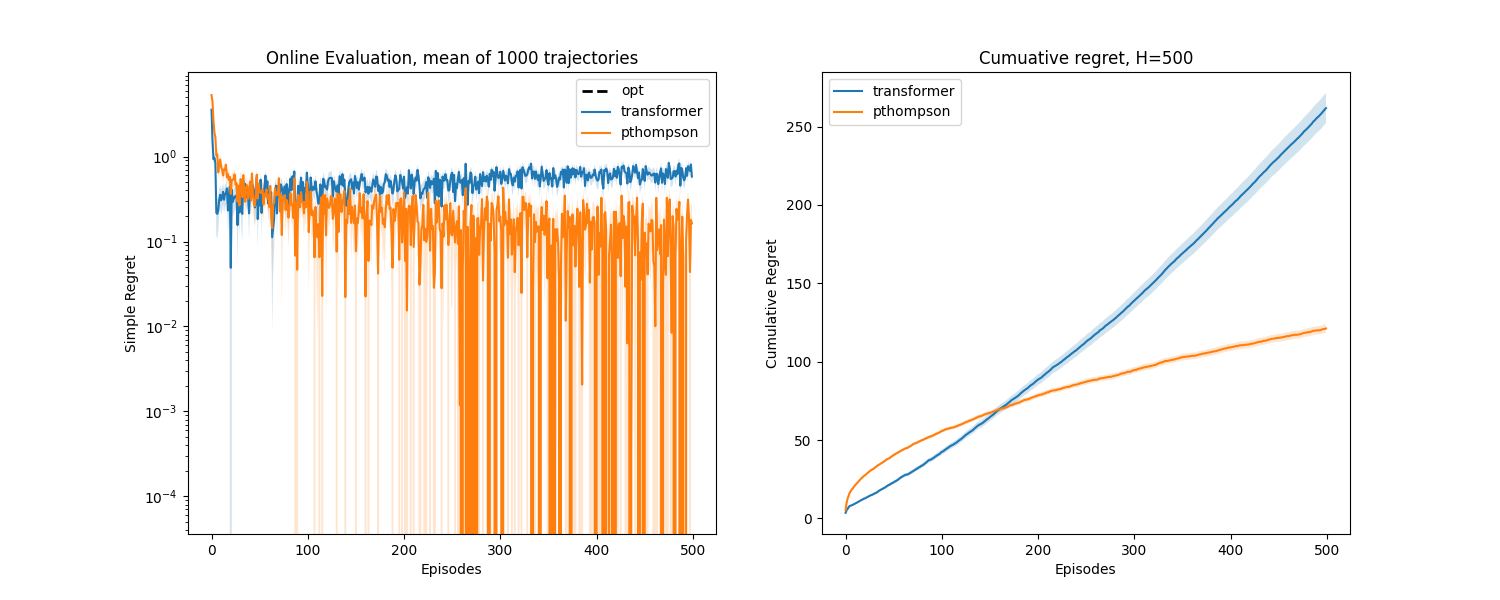 Online Evaluation, mean of 1000 trajectories
opt
transformer
pthompson
10^0
10^-1
10^-2
10^-3
10^-4
Simple Regret
0 100 200 300 400 500
Episodes
Cumuative regret, H=500
transformer
pthompson
250
200
150
100
50
0
Cumulative Regret
0 100 200 300 400 500
Episodes